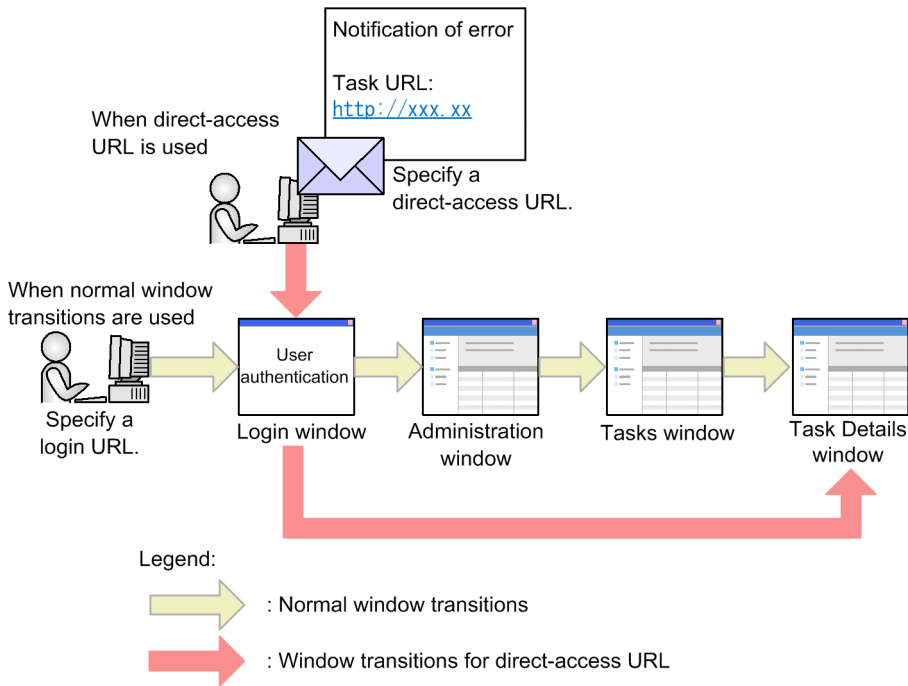 Notification of error
Task URL:
http://xxx.xx
When direct-access
URL is used
Specify a
direct-access URL.
When normal window
transitions are used
Specify a
login URL.
User
authentication
Login window
Administration
window
Tasks window
Task Details
window
Legend:
: Normal window transitions
: Window transitions for direct-access URL